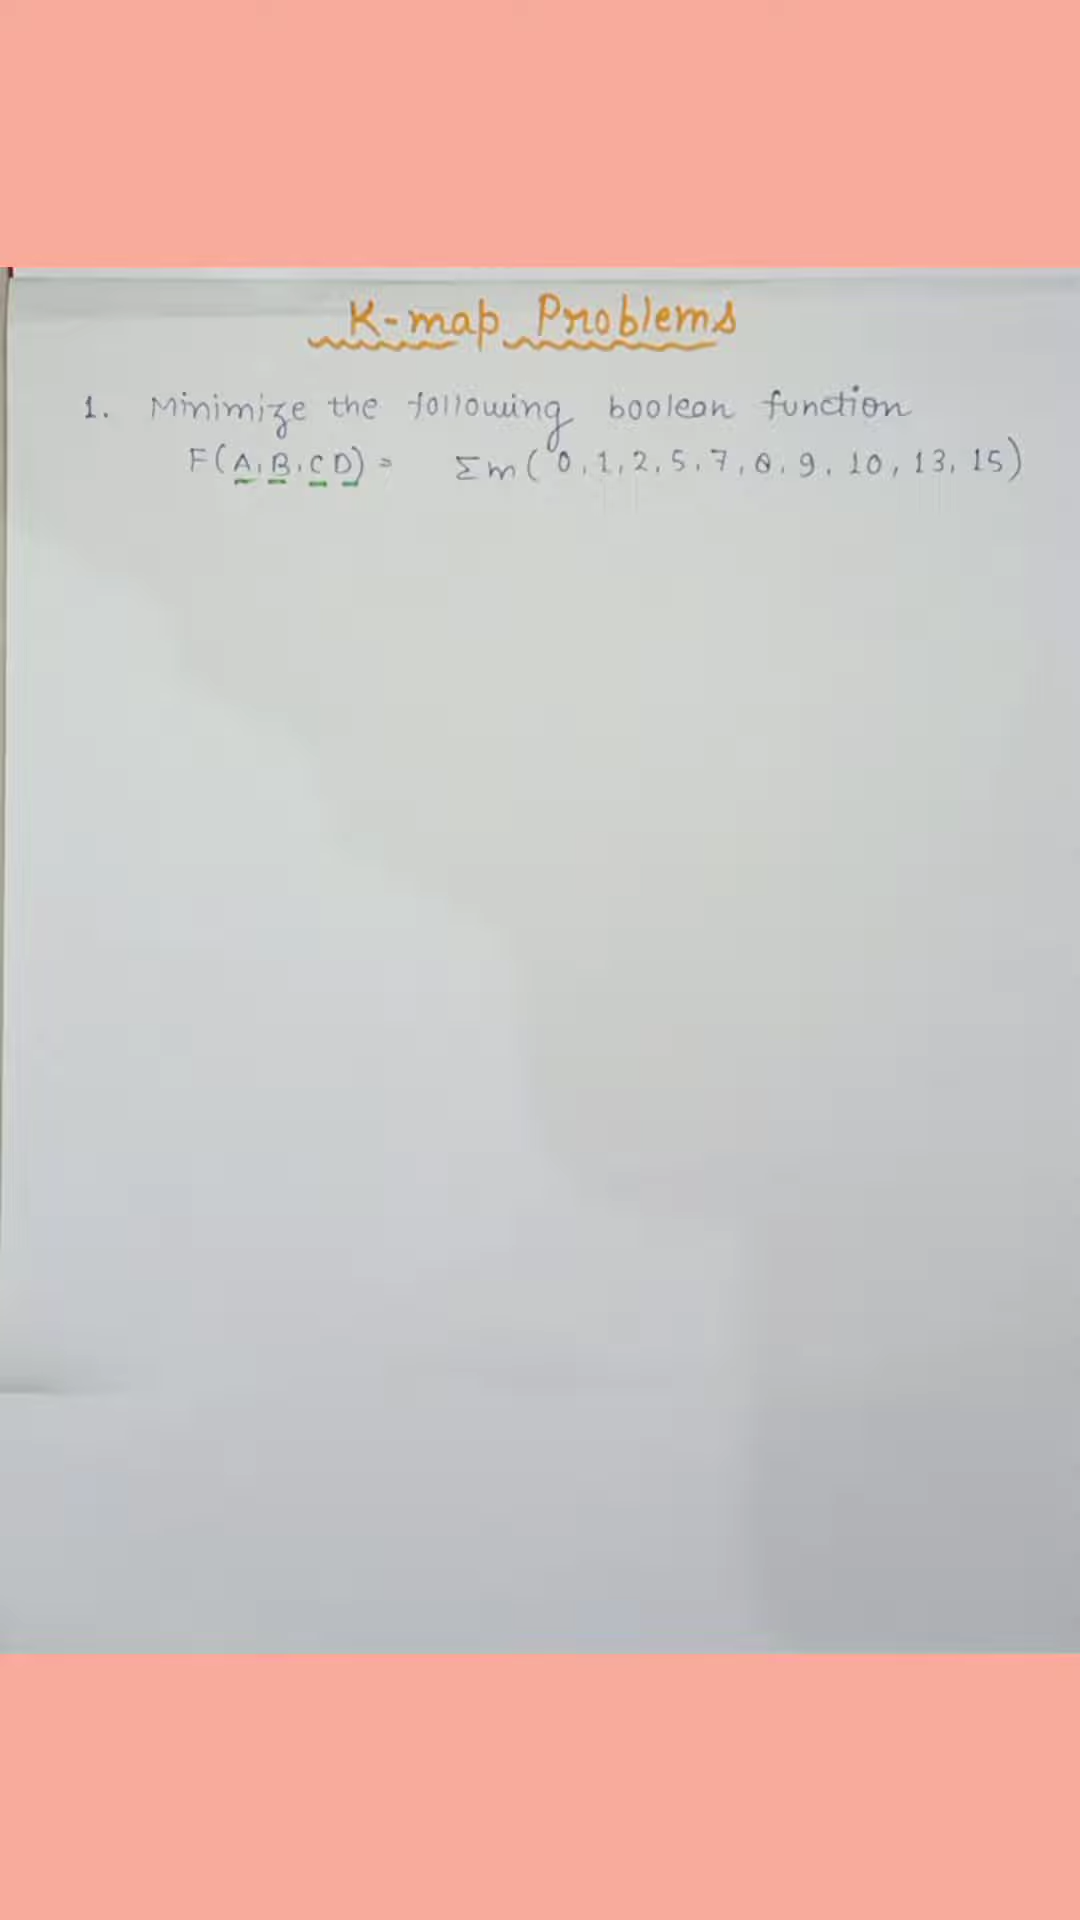 K-map Problems
1. Minimize the following boolean function
F(A,B,C D) = Σm(0,1,2,5,7,8,9,10,13,15)